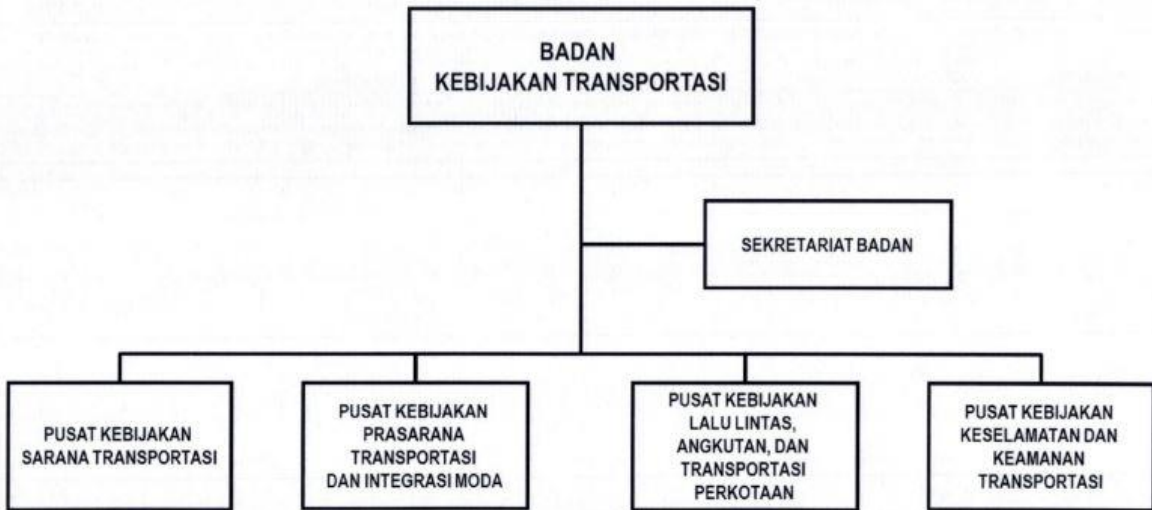 BADAN
KEBIJAKAN TRANSPORTASI
SEKRETARIAT BADAN
PUSAT KEBIJAKAN
SARANA TRANSPORTASI
PUSAT KEBIJAKAN
PRASARANA
TRANSPORTASI
DAN INTEGRASI MODA
PUSAT KEBIJAKAN
LALU LINTAS,
ANGKUTAN, DAN
TRANSPORTASI
PERKOTAAN
PUSAT KEBIJAKAN
KESELAMATAN DAN
KEAMANAN
TRANSPORTASI